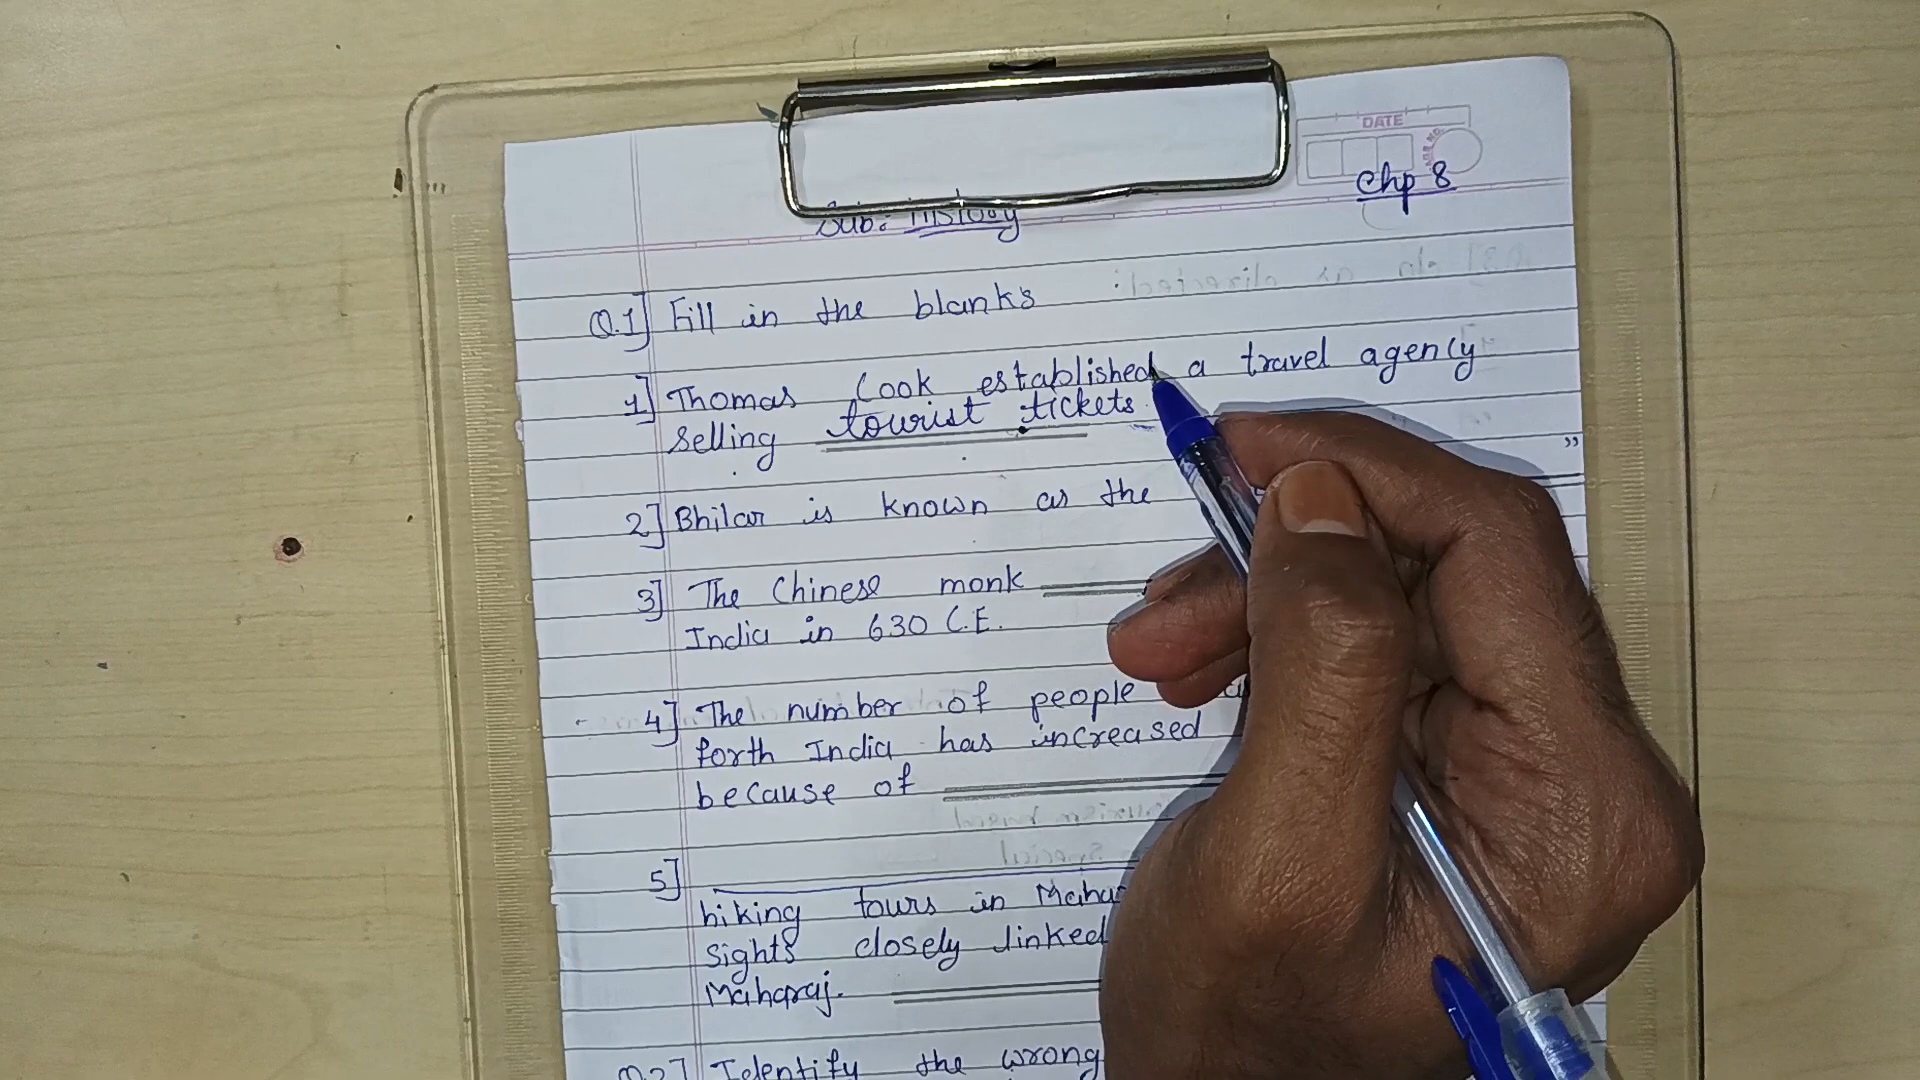 DATE
Chp 8
Sub: History
Q.1] Fill in the blanks
1] Thomas Cook established a travel agency
selling tourist tickets
"
2] Bhilar is known as the
3] The Chinese monk
India in 630 C.E.
4] The number of people
forth India has increased
because of
5]
hiking tours in
sights closely linked
Maharaj.
Q.2] Identify the wrong